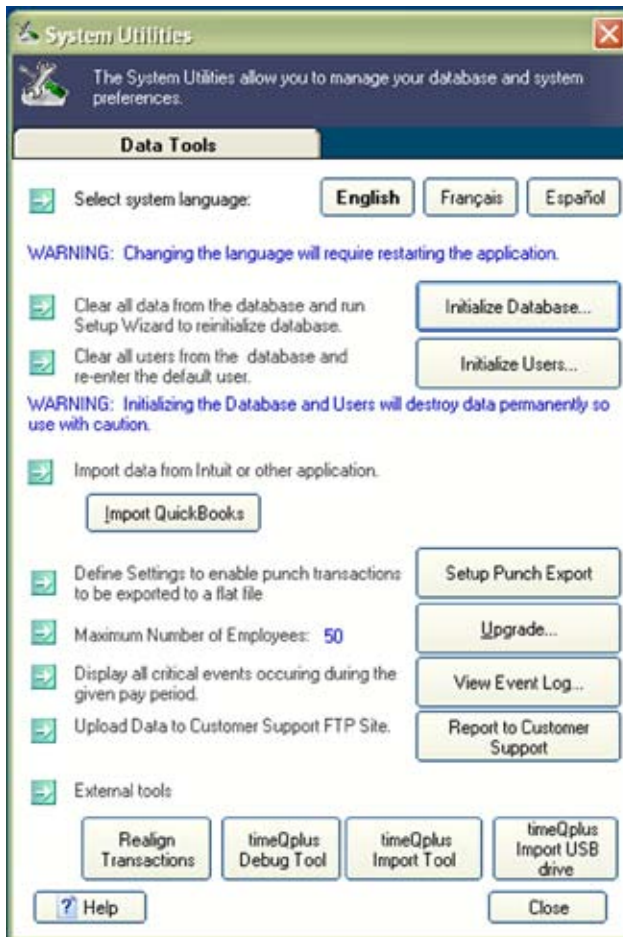 System Utilities
The System Utilities allow you to manage your database and system
preferences.
Data Tools
Select system language:
English
Français
Español
WARNING: Changing the language will require restarting the application.
Clear all data from the database and run
Setup Wizard to reinitialize database.
Initialize Database...
Clear all users from the database and
re-enter the default user.
Initialize Users...
WARNING: Initializing the Database and Users will destroy data permanently so
use with caution.
Import data from Intuit or other application.
Import QuickBooks
Define Settings to enable punch transactions
to be exported to a flat file
Setup Punch Export
Maximum Number of Employees: 50
Upgrade...
Display all critical events occuring during the
given pay period.
View Event Log...
Upload Data to Customer Support FTP Site.
Report to Customer
Support
External tools
Realign
Transactions
timeQplus
Debug Tool
timeQplus
Import Tool
timeQplus
Import USB
drive
? Help
Close